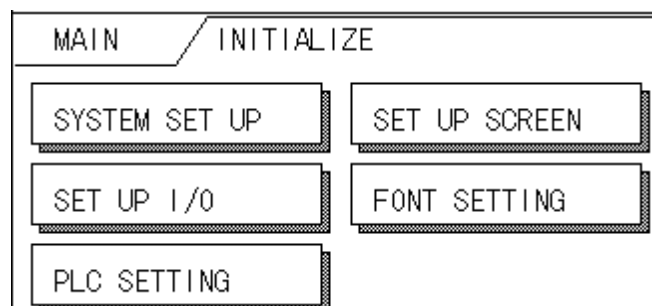 MAIN INITIALIZE
SYSTEM SET UP SET UP SCREEN
SET UP I/O FONT SETTING
PLC SETTING